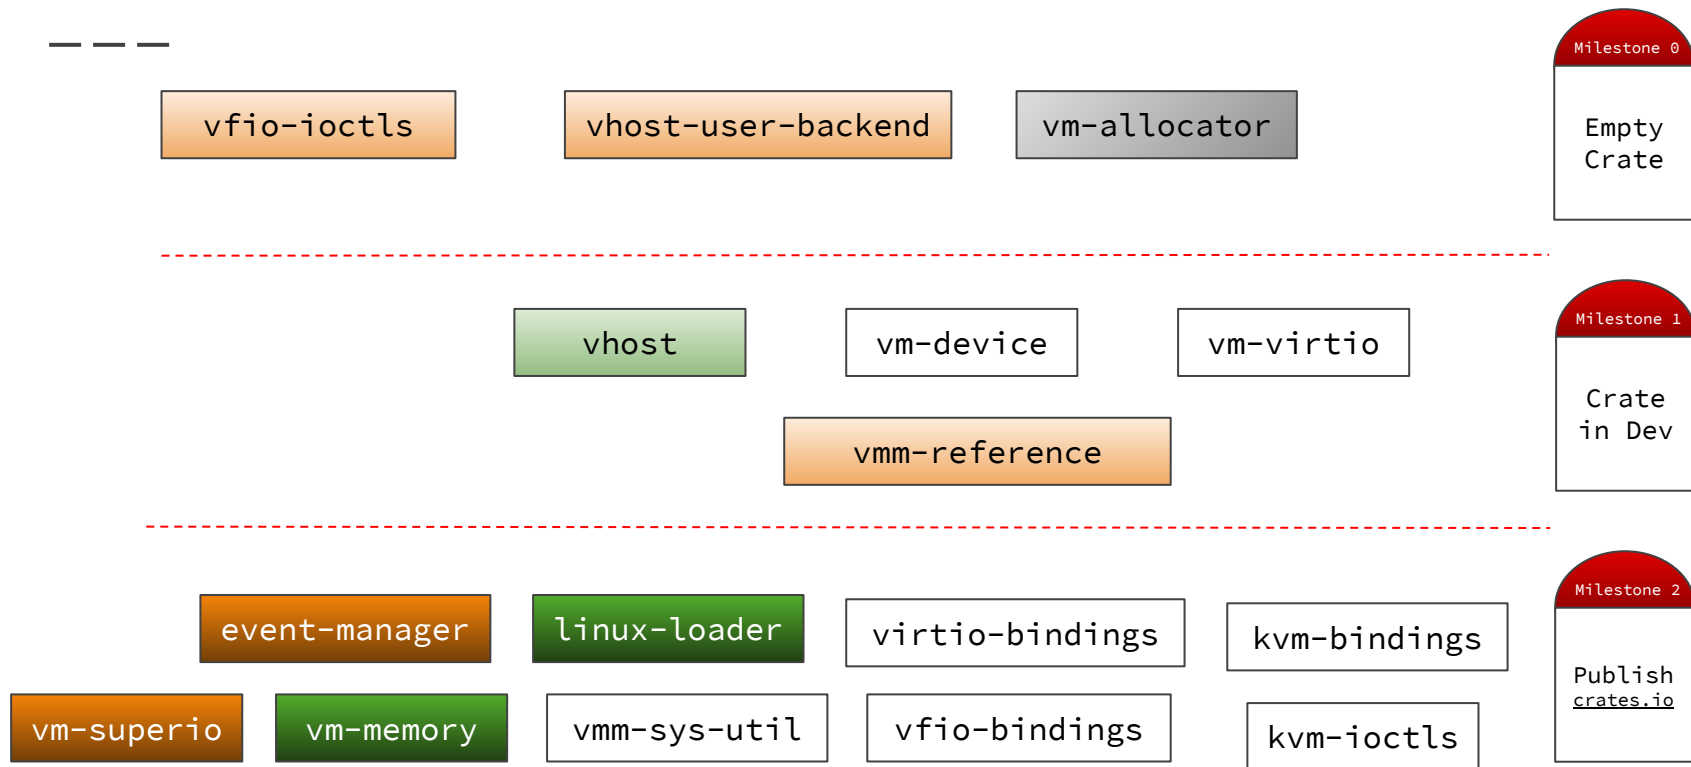 Milestone 0
vfio-ioctls
vhost-user-backend
vm-allocator
Empty
Crate
Milestone 1
vhost
vm-device
vm-virtio
Crate
in Dev
vmm-reference
Milestone 2
event-manager
linux-loader
virtio-bindings
kvm-bindings
Publish
crates.io
vm-superio
vm-memory
vmm-sys-util
vfio-bindings
kvm-ioctls